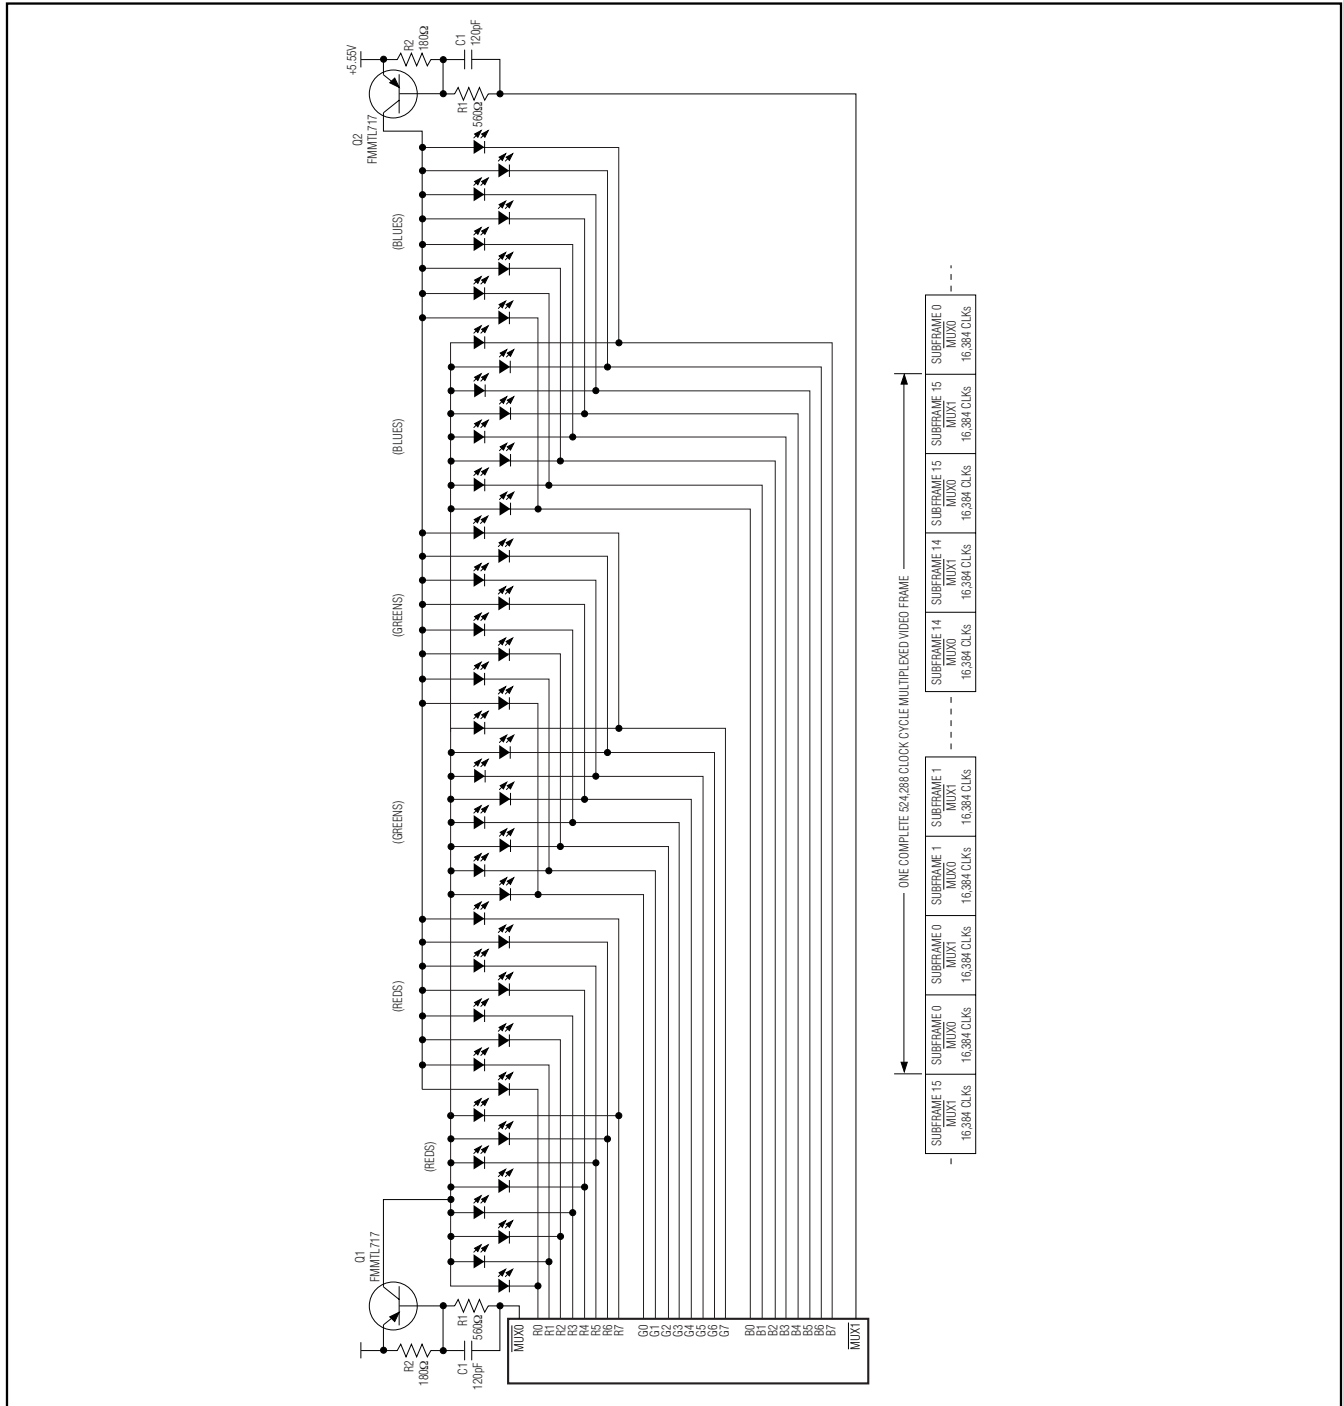 Q1
FMMTL717
R2
180Ω
C1
120pF
R1
560Ω
MUX0
R0
R1
R2
R3
R4
R5
R6
R7
G0
G1
G2
G3
G4
G5
G6
G7
B0
B1
B2
B3
B4
B5
B6
B7
MUX1
(REDS)
(REDS)
(GREENS)
(GREENS)
(BLUES)
(BLUES)
Q2
FMMTL717
+5.55V
R2
180Ω
C1
120pF
R1
560Ω
ONE COMPLETE 524,288 CLOCK CYCLE MULTIPLEXED VIDEO FRAME
SUBFRAME 15
MUX1
16,384 CLKs
SUBFRAME 0
MUX0
16,384 CLKs
SUBFRAME 0
MUX1
16,384 CLKs
SUBFRAME 1
MUX0
16,384 CLKs
SUBFRAME 1
MUX1
16,384 CLKs
SUBFRAME 14
MUX0
16,384 CLKs
SUBFRAME 14
MUX1
16,384 CLKs
SUBFRAME 15
MUX0
16,384 CLKs
SUBFRAME 15
MUX1
16,384 CLKs
SUBFRAME 0
MUX0
16,384 CLKs